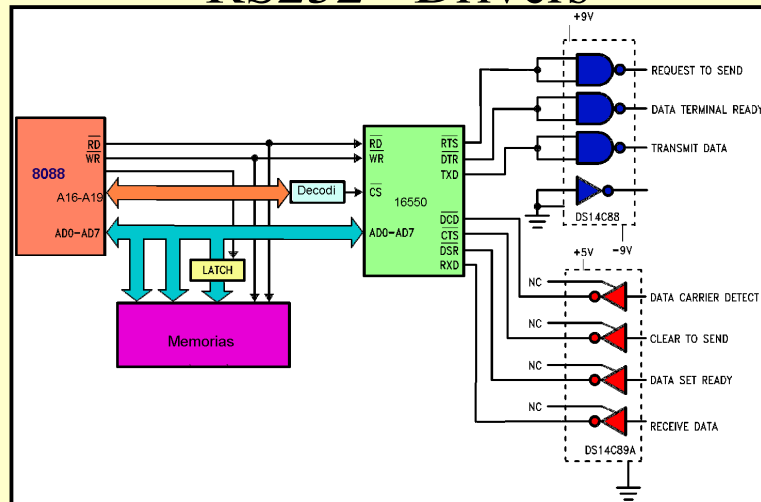 RS232 Drivers
+9V
REQUEST TO SEND
DATA TERMINAL READY
TRANSMIT DATA
DS14C88
-9V
8088
RD
WR
A16-A19
AD0-AD7
Decodi
LATCH
Memorias
RD
WR
CS
16550
AD0-AD7
RTS
DTR
TXD
DCD
CTS
DSR
RXD
+5V
NC
DATA CARRIER DETECT
NC
CLEAR TO SEND
NC
DATA SET READY
NC
RECEIVE DATA
DS14C89A